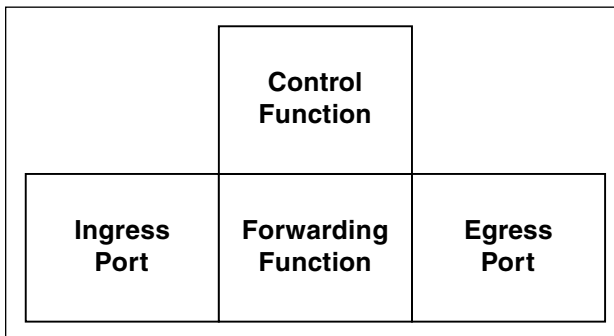 Control
Function
Ingress
Port
Forwarding
Function
Egress
Port